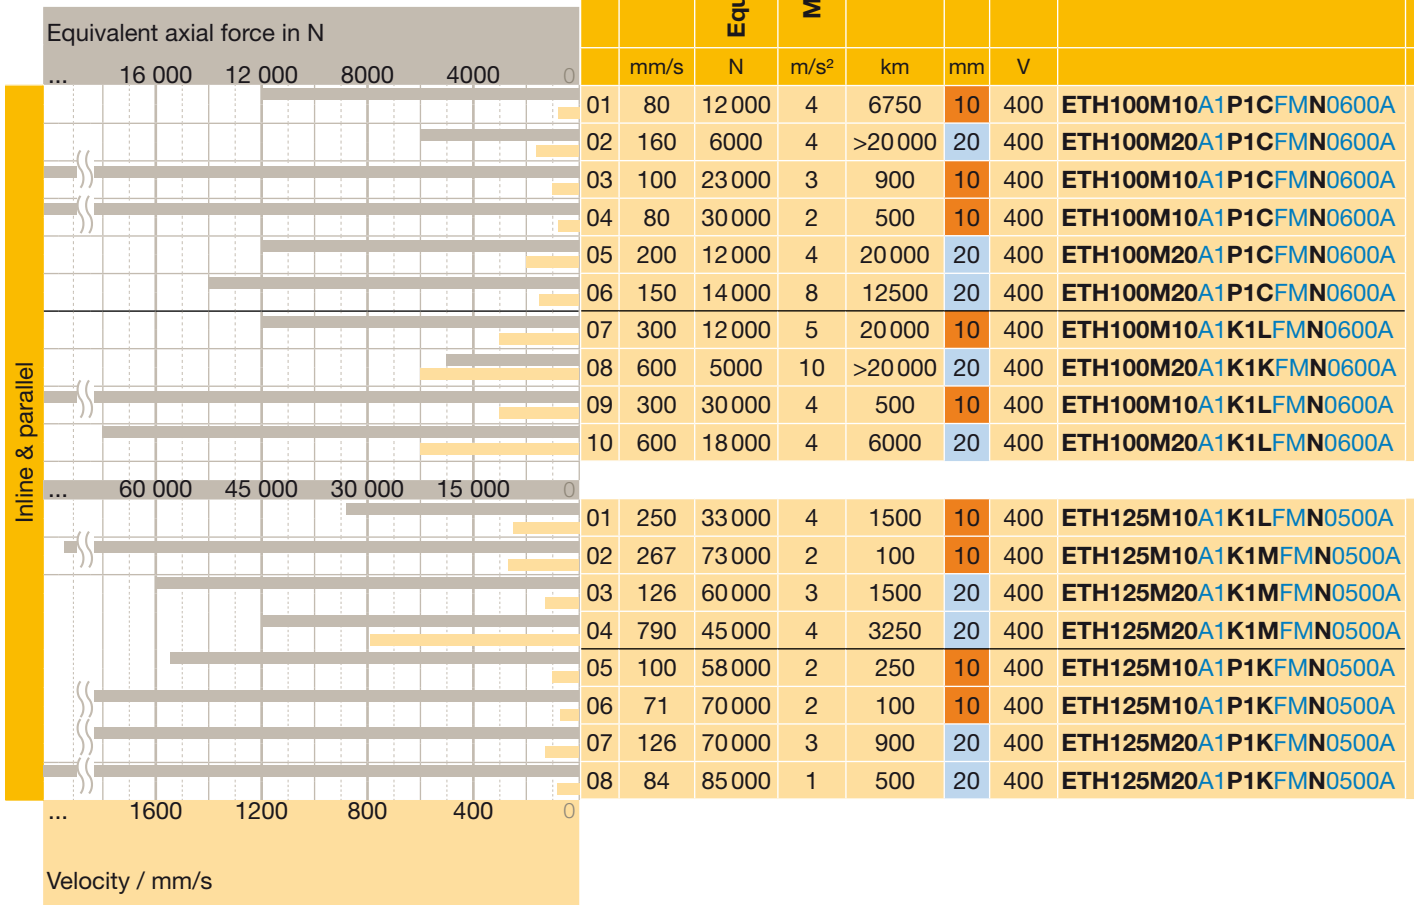 Equivalent axial force in N
... 16 000 12 000 8000 4000 0
Equ
M
mm/s N m/s² km mm V
01 80 12 000 4 6750 10 400 ETH100M10A1P1CFMN0600A
02 160 6000 4 >20 000 20 400 ETH100M20A1P1CFMN0600A
03 100 23 000 3 900 10 400 ETH100M10A1P1CFMN0600A
04 80 30 000 2 500 10 400 ETH100M10A1P1CFMN0600A
05 200 12 000 4 20 000 20 400 ETH100M20A1P1CFMN0600A
06 150 14 000 8 12500 20 400 ETH100M20A1P1CFMN0600A
07 300 12 000 5 20 000 10 400 ETH100M10A1K1LFMN0600A
08 600 5000 10 >20 000 20 400 ETH100M20A1K1KFMN0600A
09 300 30 000 4 500 10 400 ETH100M10A1K1LFMN0600A
10 600 18 000 4 6000 20 400 ETH100M20A1K1LFMN0600A
Inline & parallel
... 60 000 45 000 30 000 15 000 0
01 250 33 000 4 1500 10 400 ETH125M10A1K1LFMN0500A
02 267 73 000 2 100 10 400 ETH125M10A1K1MFMN0500A
03 126 60 000 3 1500 20 400 ETH125M20A1K1MFMN0500A
04 790 45 000 4 3250 20 400 ETH125M20A1K1MFMN0500A
05 100 58 000 2 250 10 400 ETH125M10A1P1KFMN0500A
06 71 70 000 2 100 10 400 ETH125M10A1P1KFMN0500A
07 126 70 000 3 900 20 400 ETH125M20A1P1KFMN0500A
08 84 85 000 1 500 20 400 ETH125M20A1P1KFMN0500A
... 1600 1200 800 400 0
Velocity / mm/s